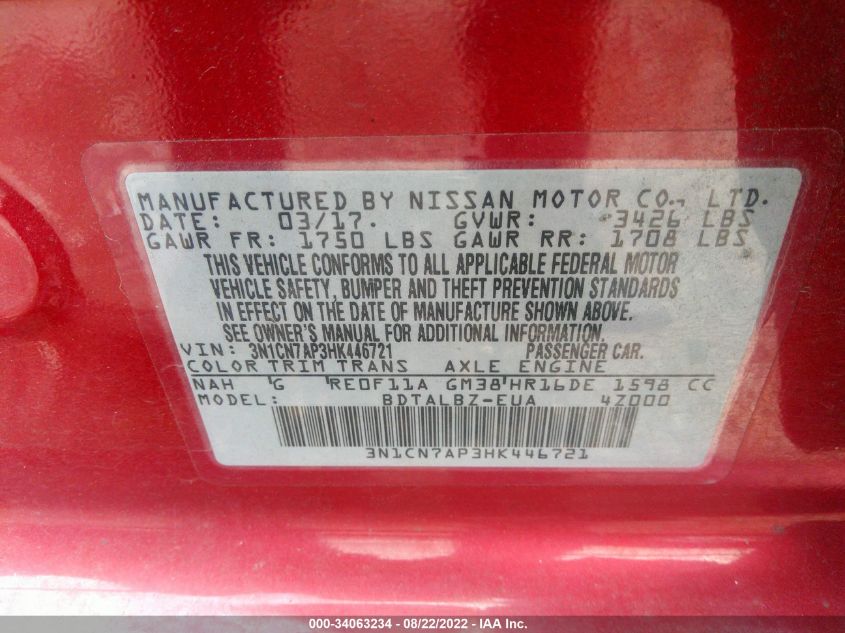 MANUFACTURED BY NISSAN MOTOR CO., LTD.
DATE: 03/17. GVWR: 3426 LBS
GAWR FR: 1750 LBS GAWR RR: 1708 LBS
THIS VEHICLE CONFORMS TO ALL APPLICABLE FEDERAL MOTOR
VEHICLE SAFETY, BUMPER AND THEFT PREVENTION STANDARDS
IN EFFECT ON THE DATE OF MANUFACTURE SHOWN ABOVE.
SEE OWNER'S MANUAL FOR ADDITIONAL INFORMATION.
VIN: 3N1CN7AP3HK446721 PASSENGER CAR.
COLOR TRIM TRANS AXLE ENGINE
NAH 'G 'RE0F11A GM38'HR16DE 1598 CC
MODEL: BDTALBZ-EUA 4Z000
3N1CN7AP3HK446721
000-34063234 - 08/22/2022 - IAA Inc.